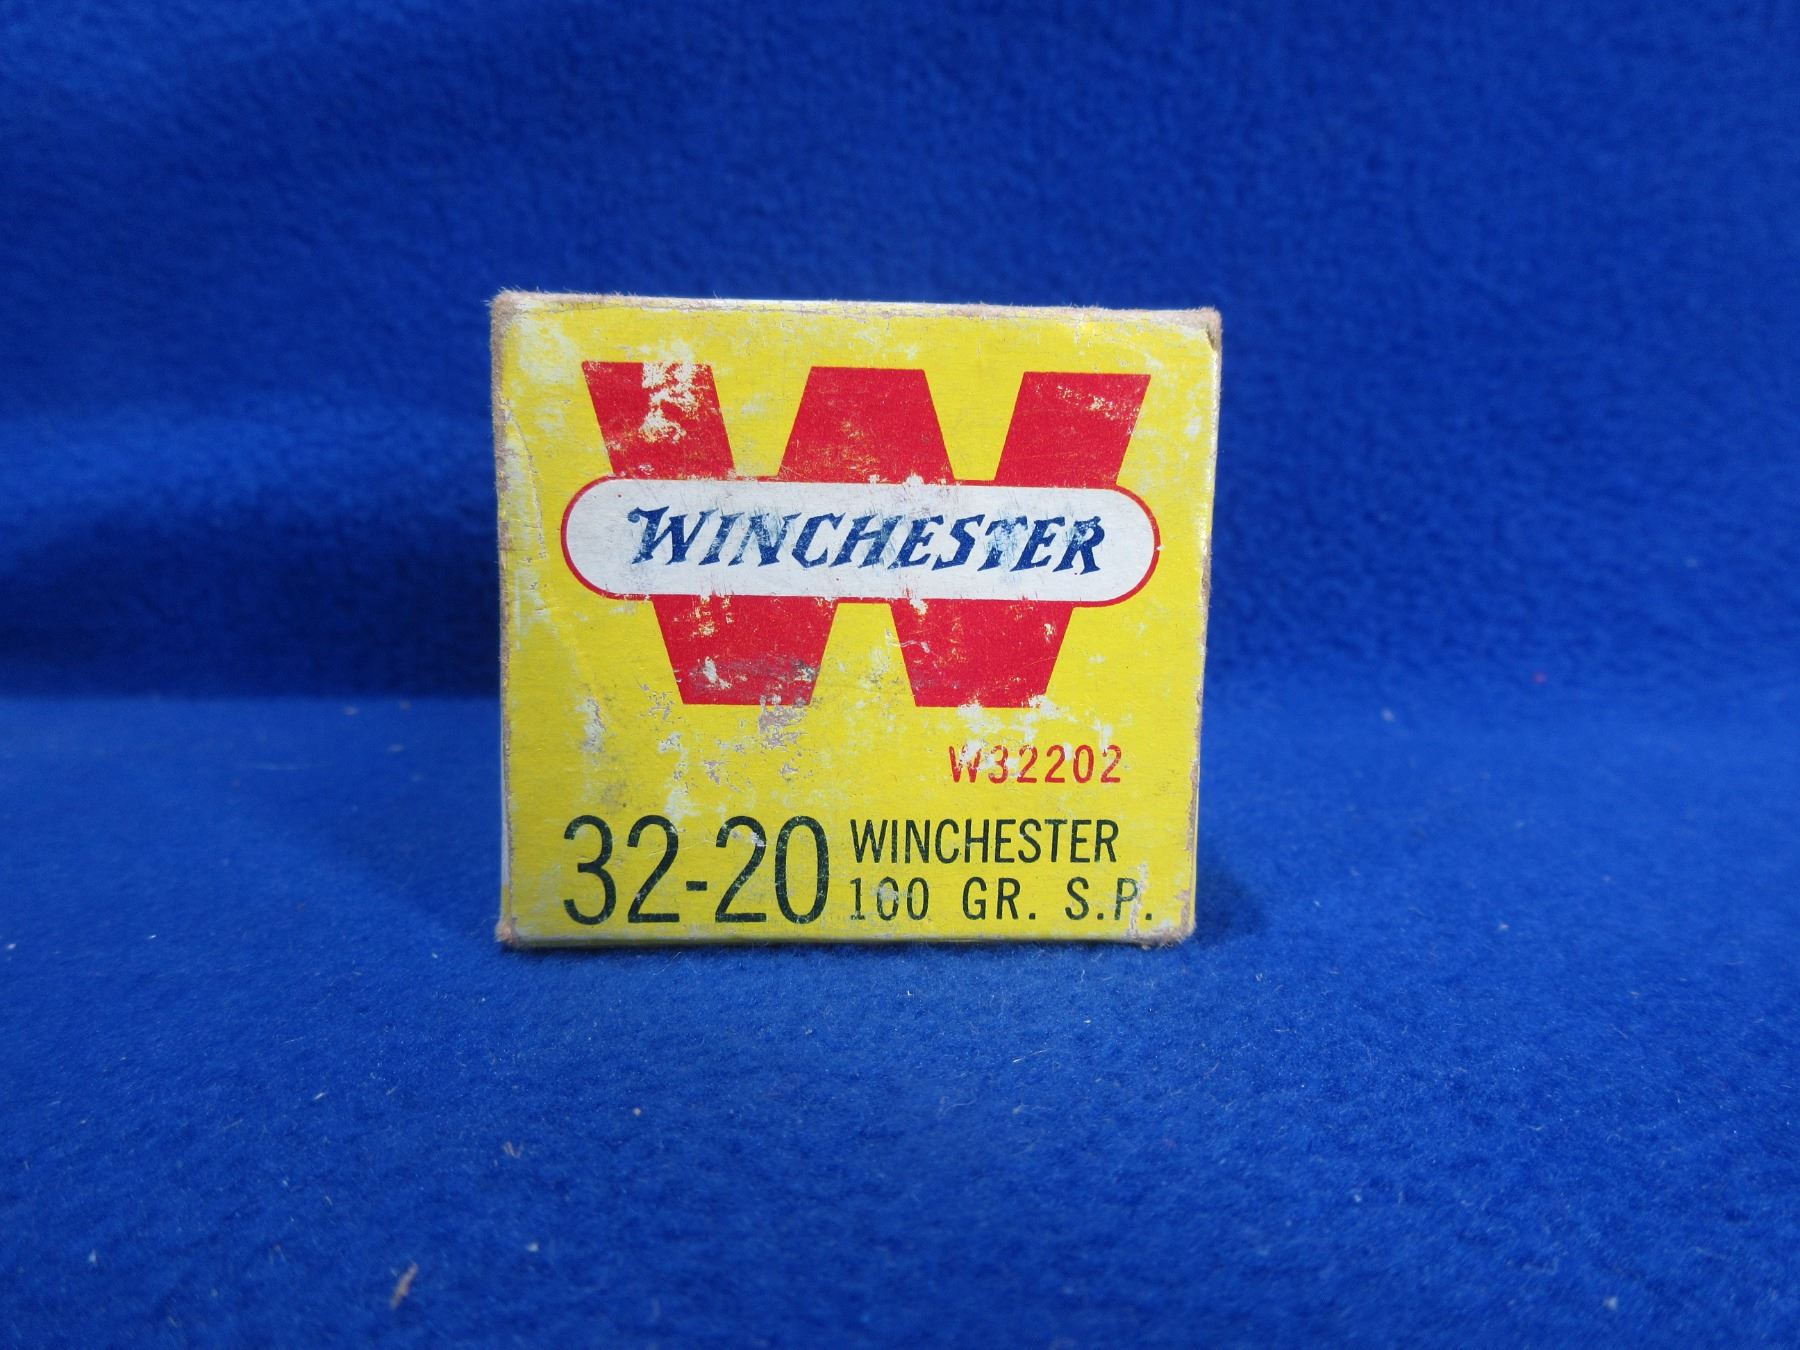 W
WINCHESTER
W32202
32-20 WINCHESTER
100 GR. S.P.